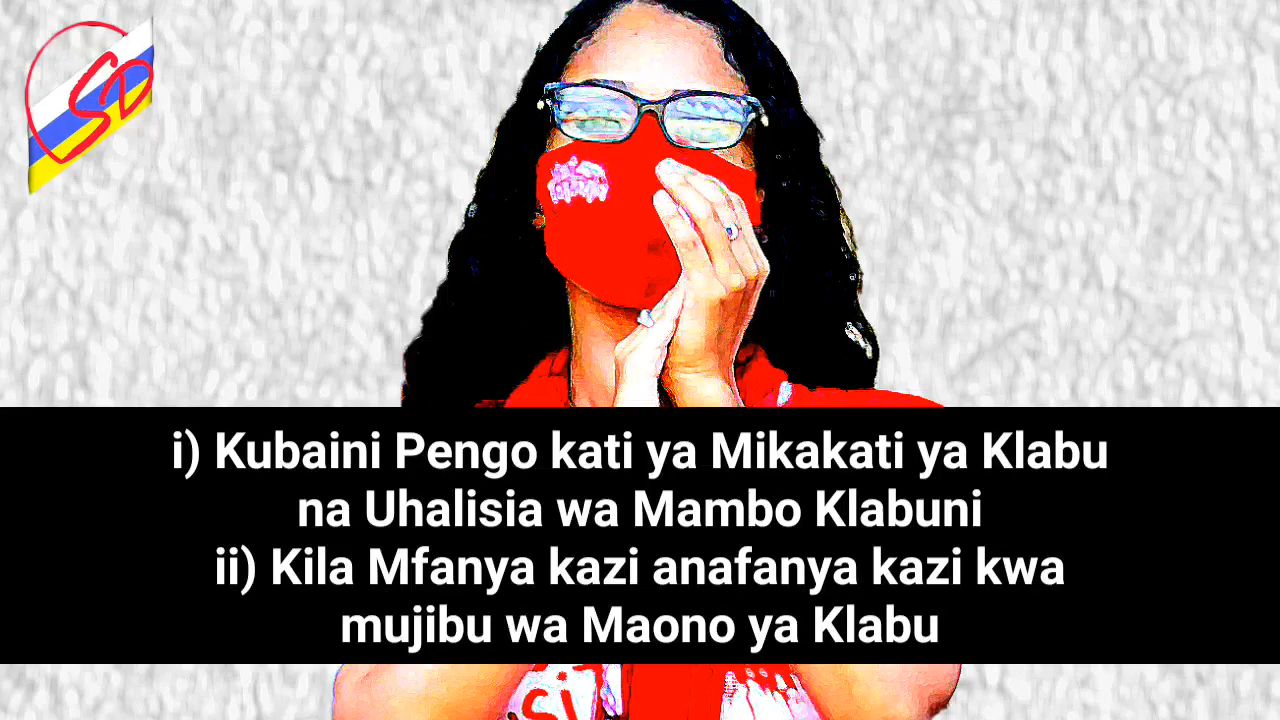 SD
i) Kubaini Pengo kati ya Mikakati ya Klabu
na Uhalisia wa Mambo Klabuni
ii) Kila Mfanya kazi anafanya kazi kwa
mujibu wa Maono ya Klabu